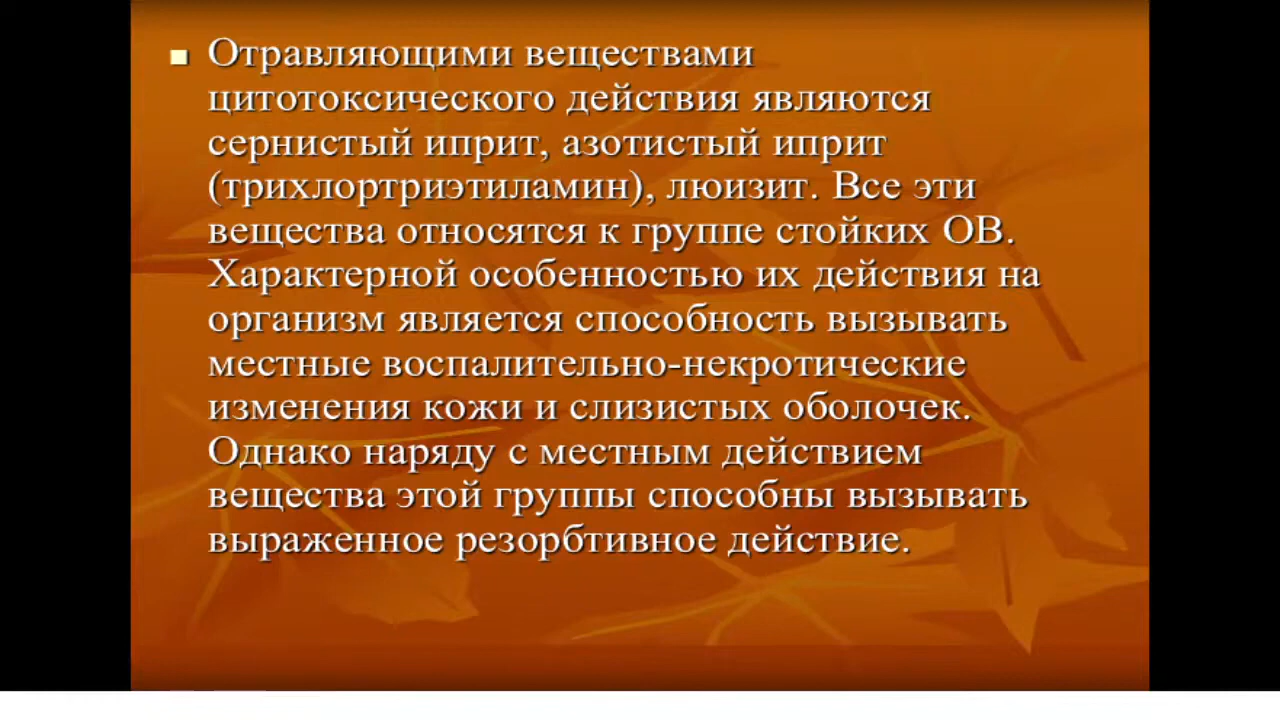 Отравляющими веществами
цитотоксического действия являются
сернистый иприт, азотистый иприт
(трихлортриэтиламин), люизит. Все эти
вещества относятся к группе стойких ОВ.
Характерной особенностью их действия на
организм является способность вызывать
местные воспалительно-некротические
изменения кожи и слизистых оболочек.
Однако наряду с местным действием
вещества этой группы способны вызывать
выраженное резорбтивное действие.